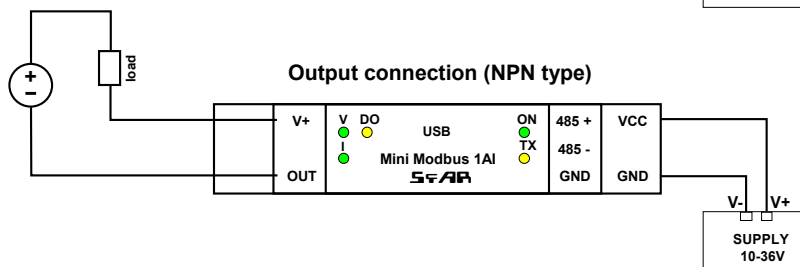 Output connection (NPN type)
load
+
−
V+
OUT
V DO
I
USB
Mini Modbus 1AI
SFAR
ON
TX
485 +
485 -
GND
VCC
GND
V- V+
SUPPLY
10-36V